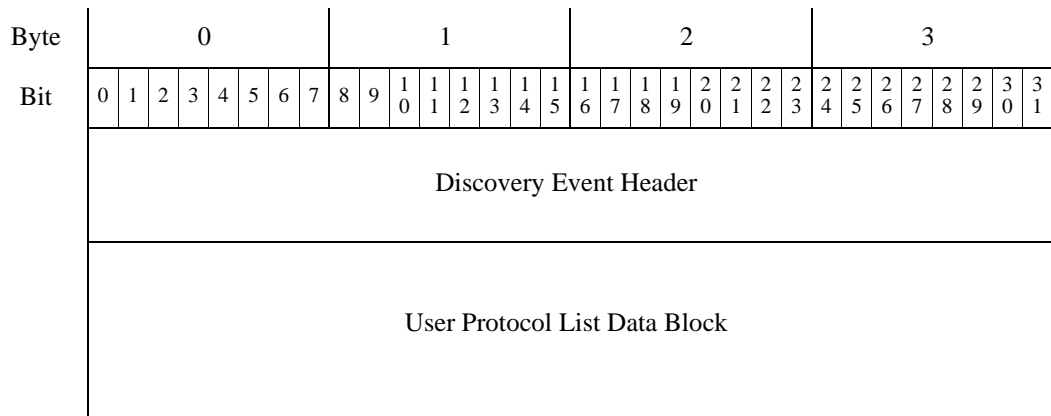 Byte 0 1 2 3
Bit 0 1 2 3 4 5 6 7 8 9 10 11 12 13 14 15 16 17 18 19 20 21 22 23 24 25 26 27 28 29 30 31
Discovery Event Header
User Protocol List Data Block